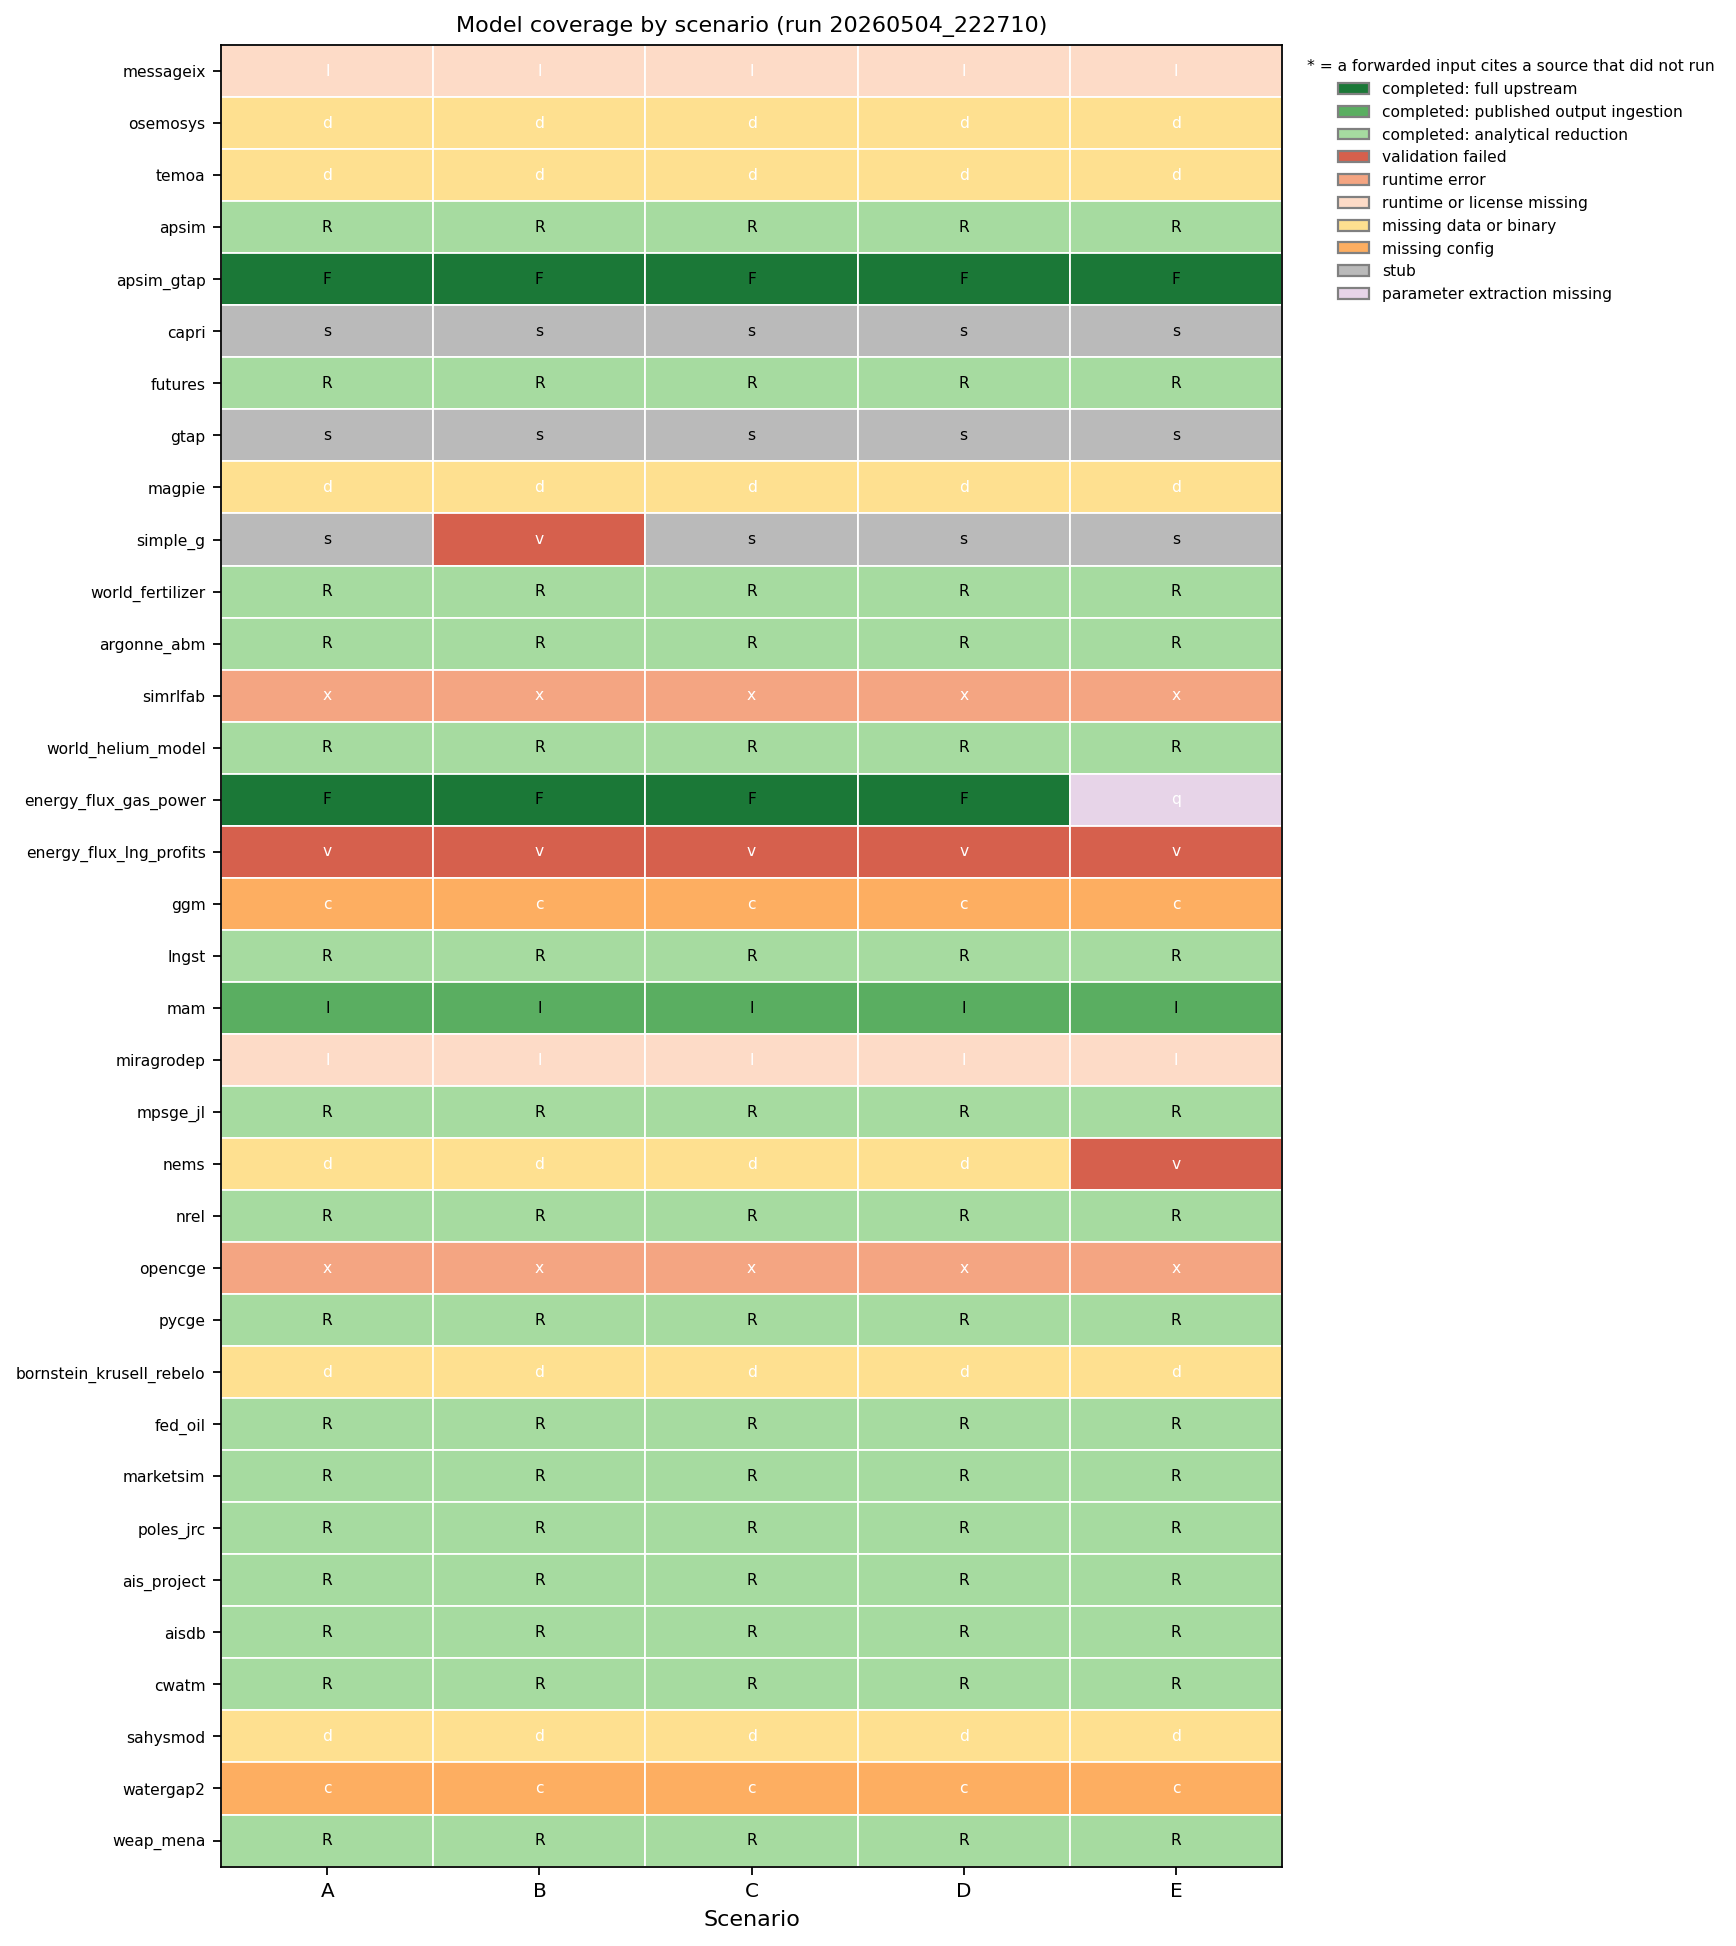 Model coverage by scenario (run 20260504_222710)
messageix l l l l l
osemosys d d d d d
temoa d d d d d
apsim R R R R R
apsim_gtap F F F F F
capri s s s s s
futures R R R R R
gtap s s s s s
magpie d d d d d
simple_g s v s s s
world_fertilizer R R R R R
argonne_abm R R R R R
simrlfab x x x x x
world_helium_model R R R R R
energy_flux_gas_power F F F F q
energy_flux_lng_profits v v v v v
ggm c c c c c
lngst R R R R R
mam I I I I I
miragrodep l l l l l
mpsge_jl R R R R R
nems d d d d v
nrel R R R R R
opencge x x x x x
pycge R R R R R
bornstein_krusell_rebelo d d d d d
fed_oil R R R R R
marketsim R R R R R
poles_jrc R R R R R
ais_project R R R R R
aisdb R R R R R
cwatm R R R R R
sahysmod d d d d d
watergap2 c c c c c
weap_mena R R R R R
A B C D E
Scenario
* = a forwarded input cites a source that did not run
completed: full upstream
completed: published output ingestion
completed: analytical reduction
validation failed
runtime error
runtime or license missing
missing data or binary
missing config
stub
parameter extraction missing